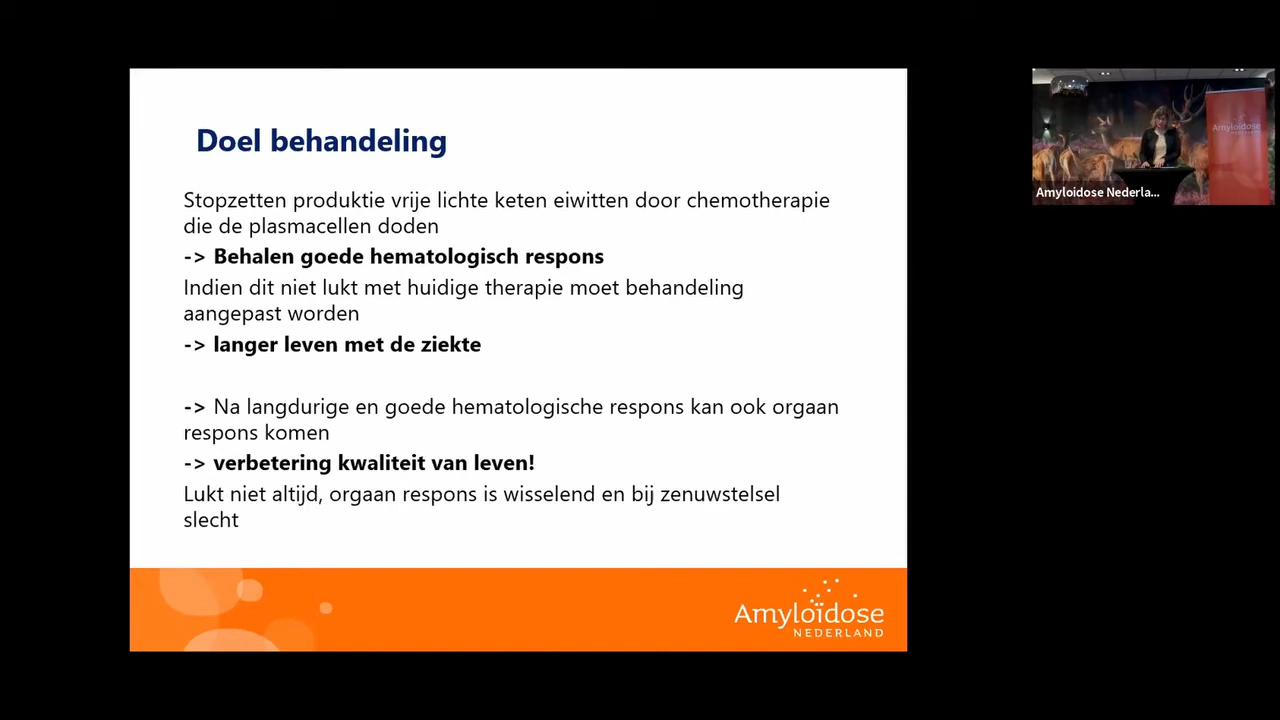 Doel behandeling
Stopzetten produktie vrije lichte keten eiwitten door chemotherapie
die de plasmacellen doden
-> Behalen goede hematologisch respons
Indien dit niet lukt met huidige therapie moet behandeling
aangepast worden
-> langer leven met de ziekte
-> Na langdurige en goede hematologische respons kan ook orgaan
respons komen
-> verbetering kwaliteit van leven!
Lukt niet altijd, orgaan respons is wisselend en bij zenuwstelsel
slecht
Amyloïdose
NEDERLAND
Amyloïdose
Amyloidose Nederla...